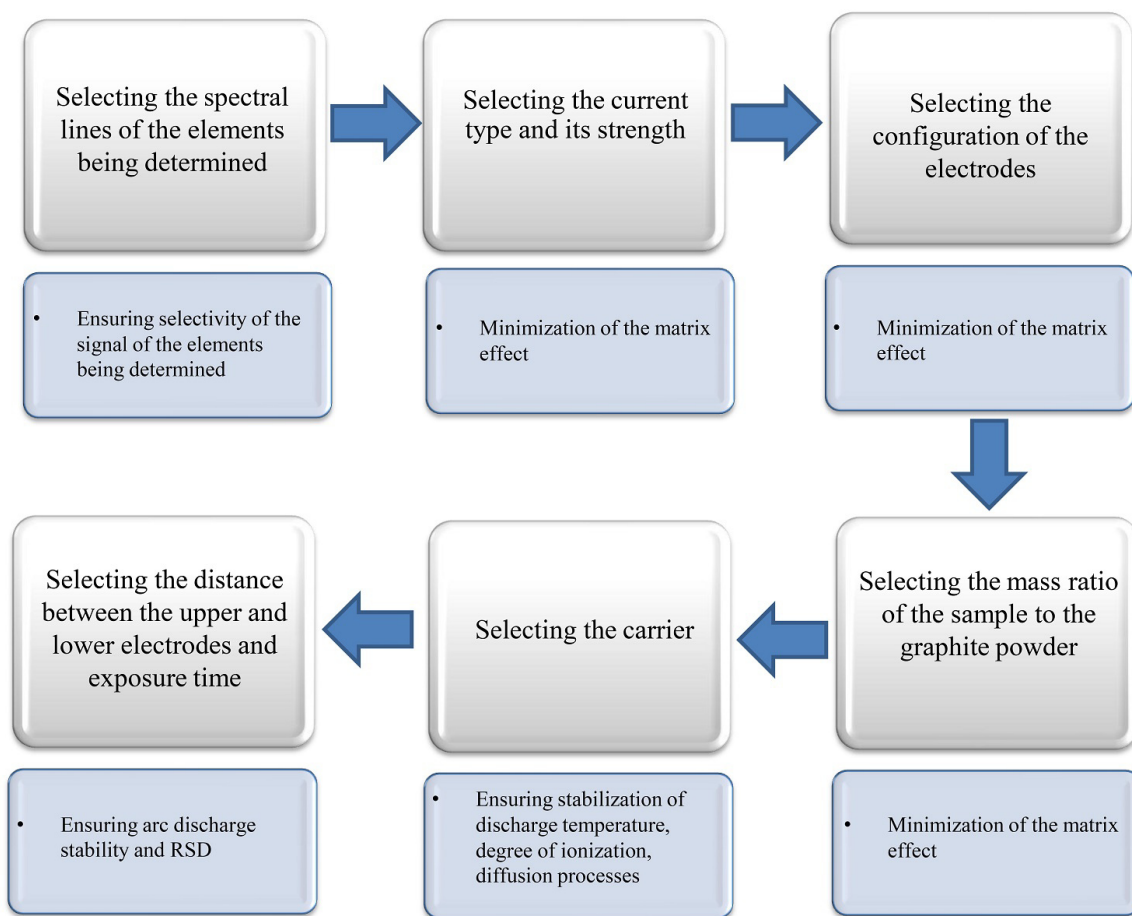 Selecting the spectral
lines of the elements
being determined
• Ensuring selectivity of the
signal of the elements
being determined
Selecting the current
type and its strength
• Minimization of the matrix
effect
Selecting the
configuration of the
electrodes
• Minimization of the matrix
effect
Selecting the mass ratio
of the sample to the
graphite powder
• Minimization of the matrix
effect
Selecting the carrier
• Ensuring stabilization of
discharge temperature,
degree of ionization,
diffusion processes
Selecting the distance
between the upper and
lower electrodes and
exposure time
• Ensuring arc discharge
stability and RSD